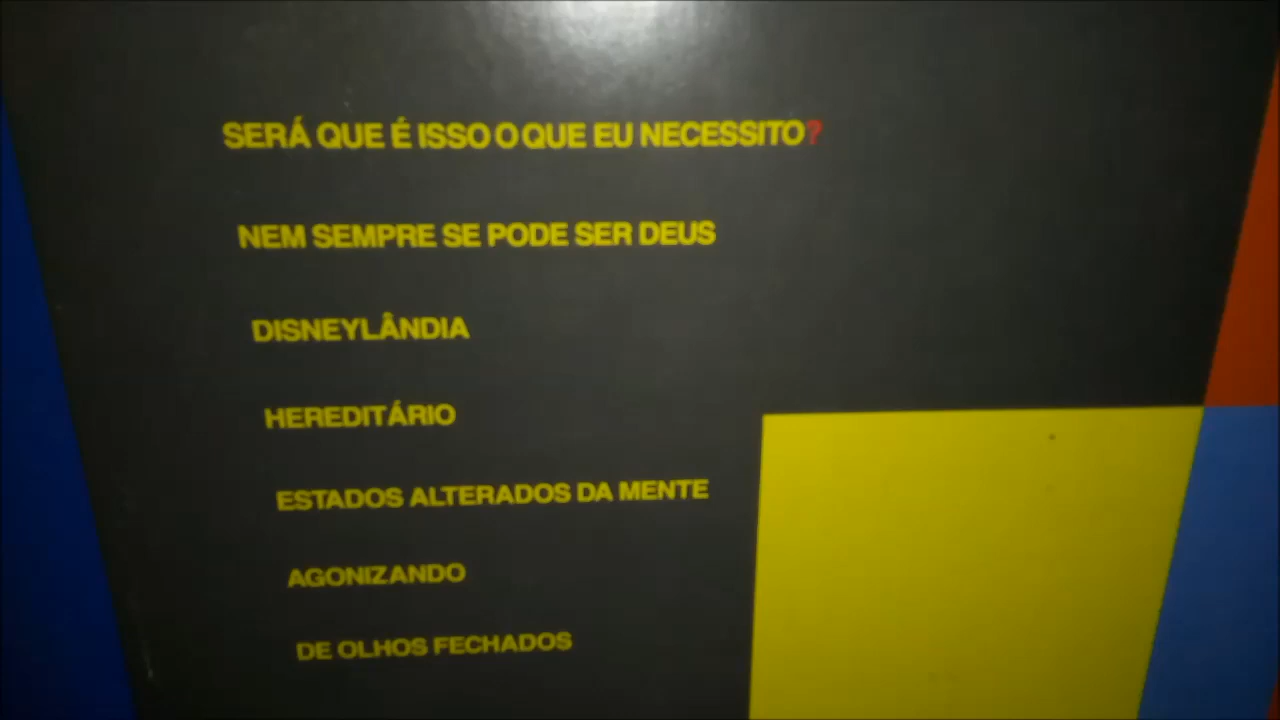 SERÁ QUE É ISSO O QUE EU NECESSITO?
NEM SEMPRE SE PODE SER DEUS
DISNEYLÂNDIA
HEREDITÁRIO
ESTADOS ALTERADOS DA MENTE
AGONIZANDO
DE OLHOS FECHADOS